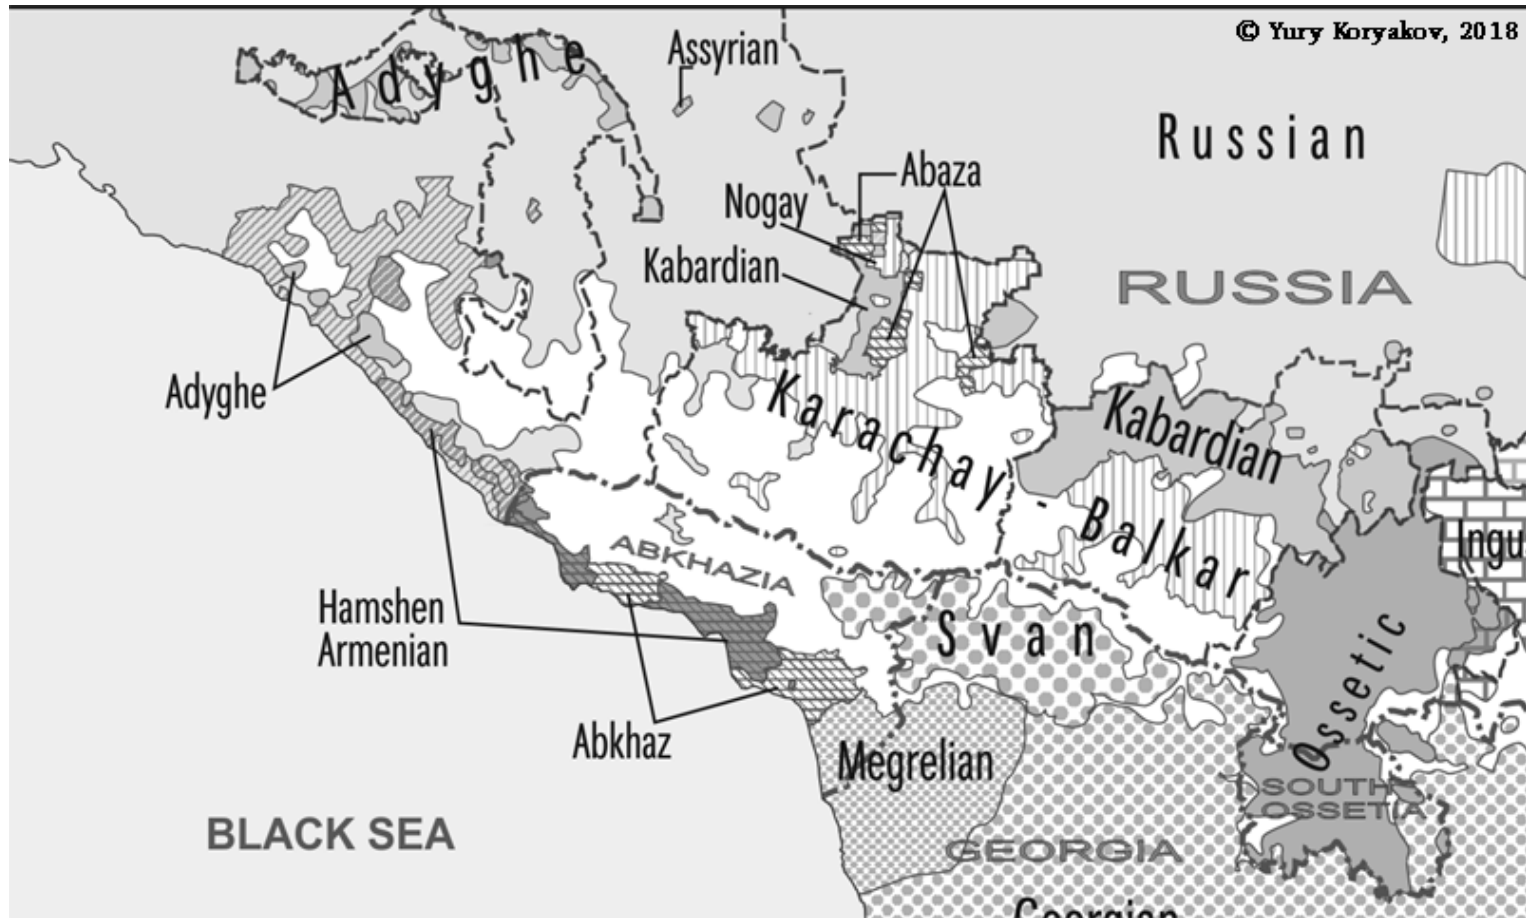 © Yury Koryakov, 2018
Adyghe
Assyrian
Russian
Abaza
Nogay
Kabardian
RUSSIA
Adyghe
Karachay - Balkar
Kabardian
Ingu
ABKHAZIA
Hamshen
Armenian
Svan
Ossetic
Abkhaz
Megrelian
SOUTH
OSSETIA
BLACK SEA
GEORGIA
Georgian